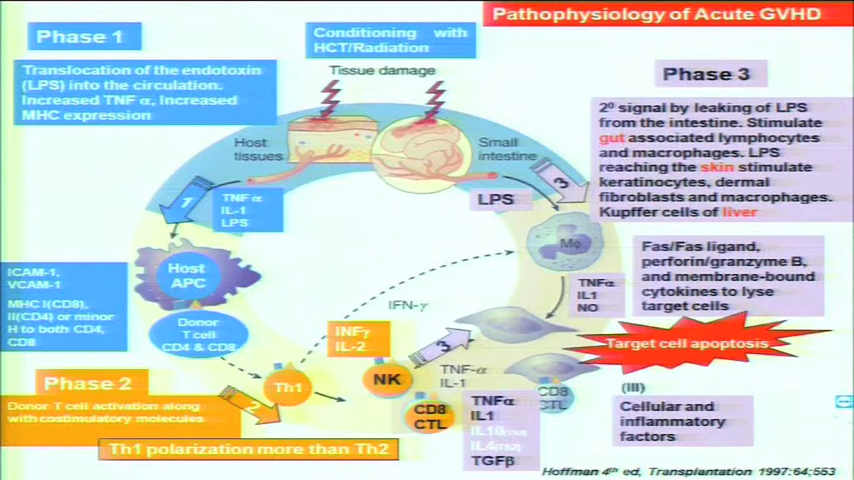 Pathophysiology of Acute GVHD
Phase 1
Conditioning with
HCT/Radiation
Translocation of the endotoxin
(LPS) into the circulation.
Increased TNF α, Increased
MHC expression
Tissue damage
Phase 3
2⁰ signal by leaking of LPS
from the intestine. Stimulate
gut associated lymphocytes
and macrophages. LPS
reaching the skin stimulate
keratinocytes, dermal
fibroblasts and macrophages.
Kupffer cells of liver
Host
tissues
Small
intestine
1
TNF α
IL-1
LPS
LPS
3
Mφ
Host
APC
ICAM-1,
VCAM-1
MHC I(CD8),
II(CD4) or minor
H to both CD4,
CD8
Donor
T cell
CD4 & CD8
Fas/Fas ligand,
perforin/granzyme B,
and membrane-bound
cytokines to lyse
target cells
TNFα
IL1
NO
IFN-γ
INFγ
IL-2
3
Target cell apoptosis
Phase 2
Donor T cell activation along
with costimulatory molecules
2
Th1
NK
TNF-α
IL-1
CD8
CTL
CD8
CTL
TNFα
IL1
IL10(Th2)
IL4(Th2)
TGFβ
(III)
Cellular and
inflammatory
factors
Th1 polarization more than Th2
Hoffman 4th ed, Transplantation 1997;64;553